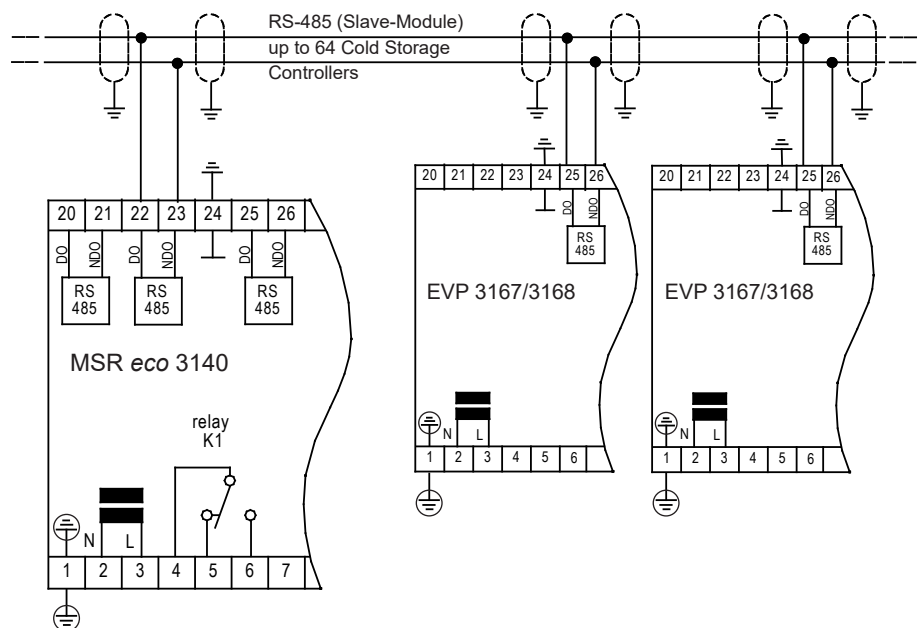 RS-485 (Slave-Module)
up to 64 Cold Storage
Controllers
20 21 22 23 24 25 26
DO NDO DO NDO DO NDO
RS 485
RS 485
RS 485
MSR eco 3140
relay
K1
N L
1 2 3 4 5 6 7
20 21 22 23 24 25 26
DO NDO
RS 485
EVP 3167/3168
N L
1 2 3 4 5 6
20 21 22 23 24 25 26
DO NDO
RS 485
EVP 3167/3168
N L
1 2 3 4 5 6